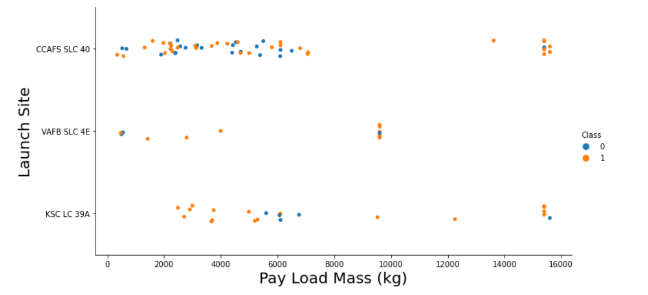 CCAFS SLC 40
VAFB SLC 4E
KSC LC 39A
Launch Site
0 2000 4000 6000 8000 10000 12000 14000 16000
Pay Load Mass (kg)
Class
0
1